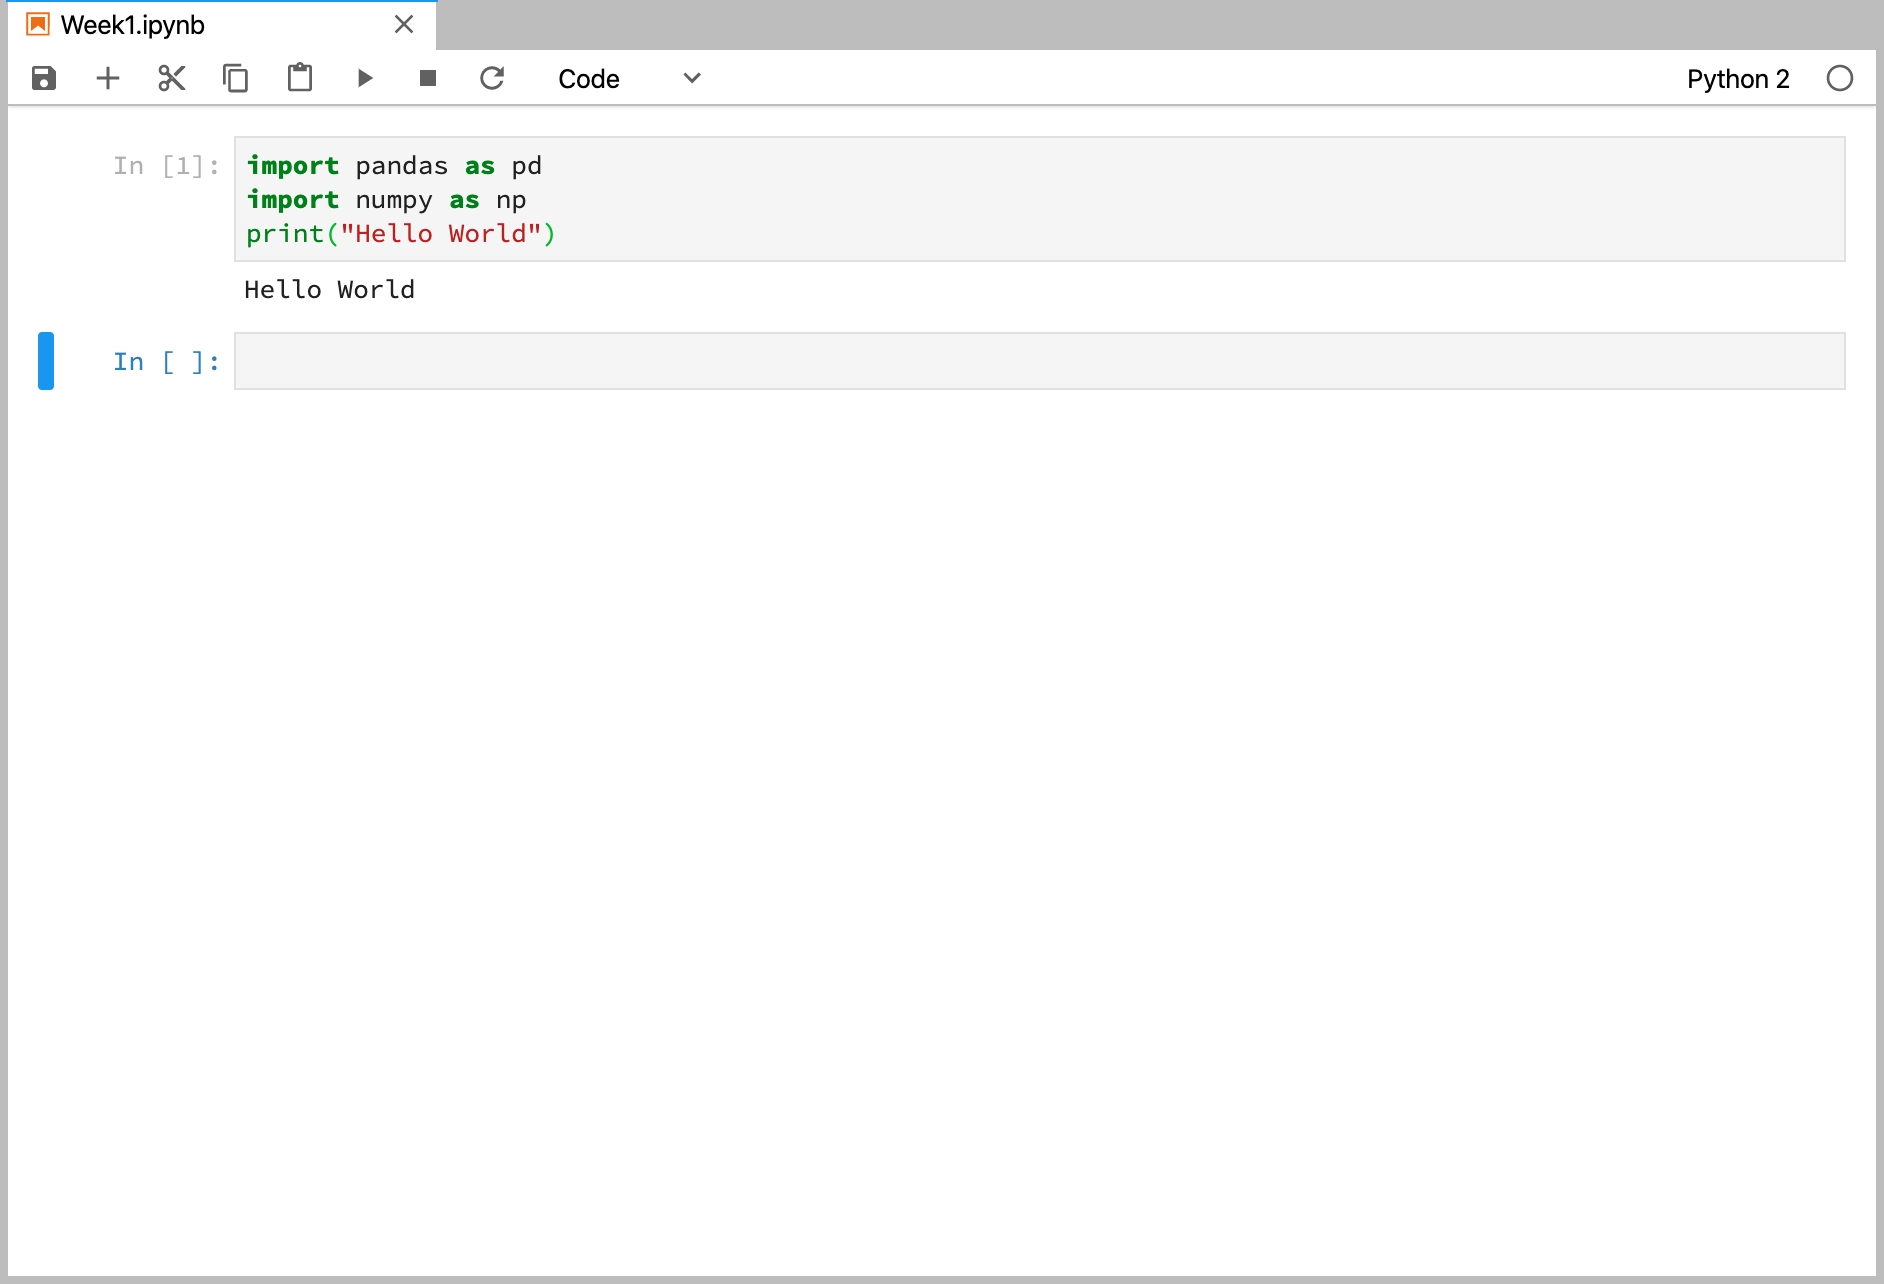 Week1.ipynb
Code
Python 2
In [1]:
import pandas as pd
import numpy as np
print("Hello World")
Hello World
In [ ]: